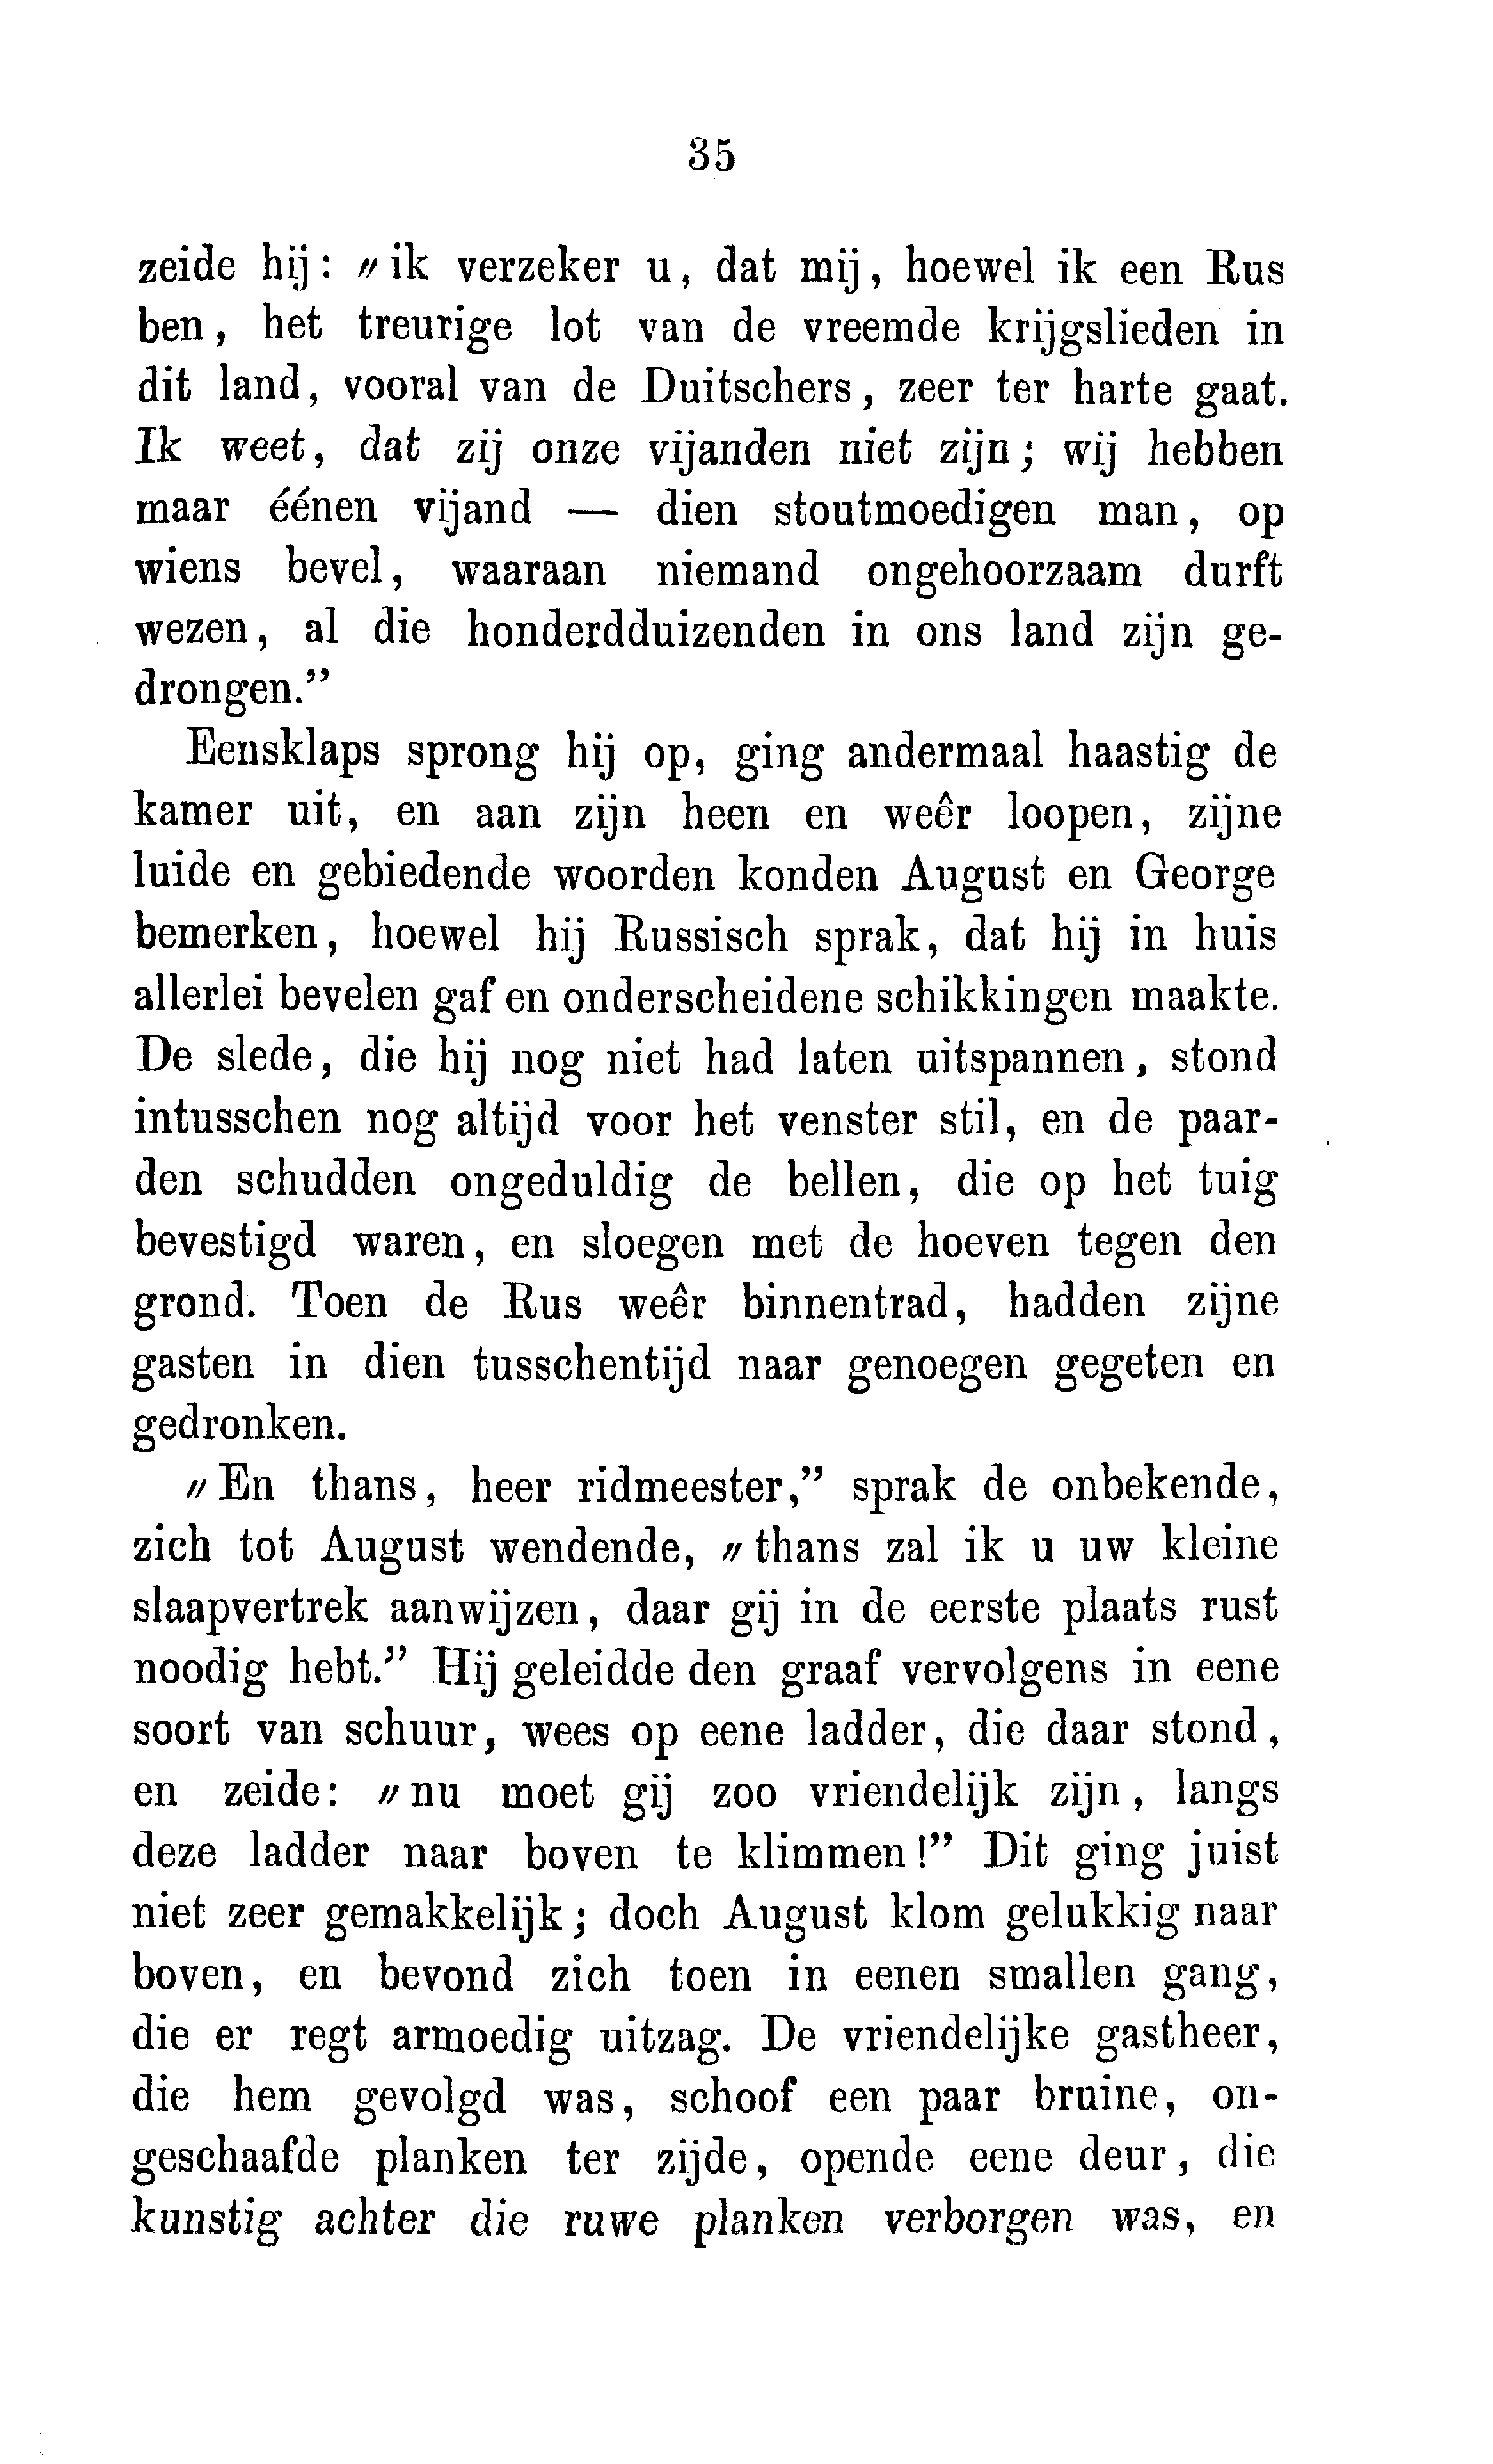 35
zeide hij: „ik verzeker u, dat mij, hoewel ik een Rus
ben, het treurige lot van de vreemde krijgslieden in
dit land, vooral van de Duitschers, zeer ter harte gaat.
Ik weet, dat zij onze vijanden niet zijn; wij hebben
maar éénen vijand — dien stoutmoedigen man, op
wiens bevel, waaraan niemand ongehoorzaam durft
wezen, al die honderdduizenden in ons land zijn ge-
drongen.”
Eensklaps sprong hij op, ging andermaal haastig de
kamer uit, en aan zijn heen en weêr loopen, zijne
luide en gebiedende woorden konden August en George
bemerken, hoewel hij Russisch sprak, dat hij in huis
allerlei bevelen gaf en onderscheidene schikkingen maakte.
De slede, die hij nog niet had laten uitspannen, stond
intusschen nog altijd voor het venster stil, en de paar-
den schudden ongeduldig de bellen, die op het tuig
bevestigd waren, en sloegen met de hoeven tegen den
grond. Toen de Rus weêr binnentrad, hadden zijne
gasten in dien tusschentijd naar genoegen gegeten en
gedronken.
„En thans, heer ridmeester,” sprak de onbekende,
zich tot August wendende, „thans zal ik u uw kleine
slaapvertrek aanwijzen, daar gij in de eerste plaats rust
noodig hebt.” Hij geleidde den graaf vervolgens in eene
soort van schuur, wees op eene ladder, die daar stond,
en zeide: „nu moet gij zoo vriendelijk zijn, langs
deze ladder naar boven te klimmen!” Dit ging juist
niet zeer gemakkelijk; doch August klom gelukkig naar
boven, en bevond zich toen in eenen smallen gang,
die er regt armoedig uitzag. De vriendelijke gastheer,
die hem gevolgd was, schoof een paar bruine, on-
geschaafde planken ter zijde, opende eene deur, die
kunstig achter die ruwe planken verborgen was, en